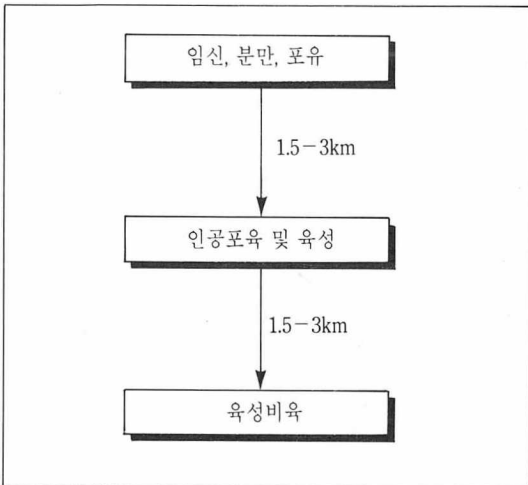 임신, 분만, 포유
1.5-3km
인공포육 및 육성
1.5-3km
육성비육